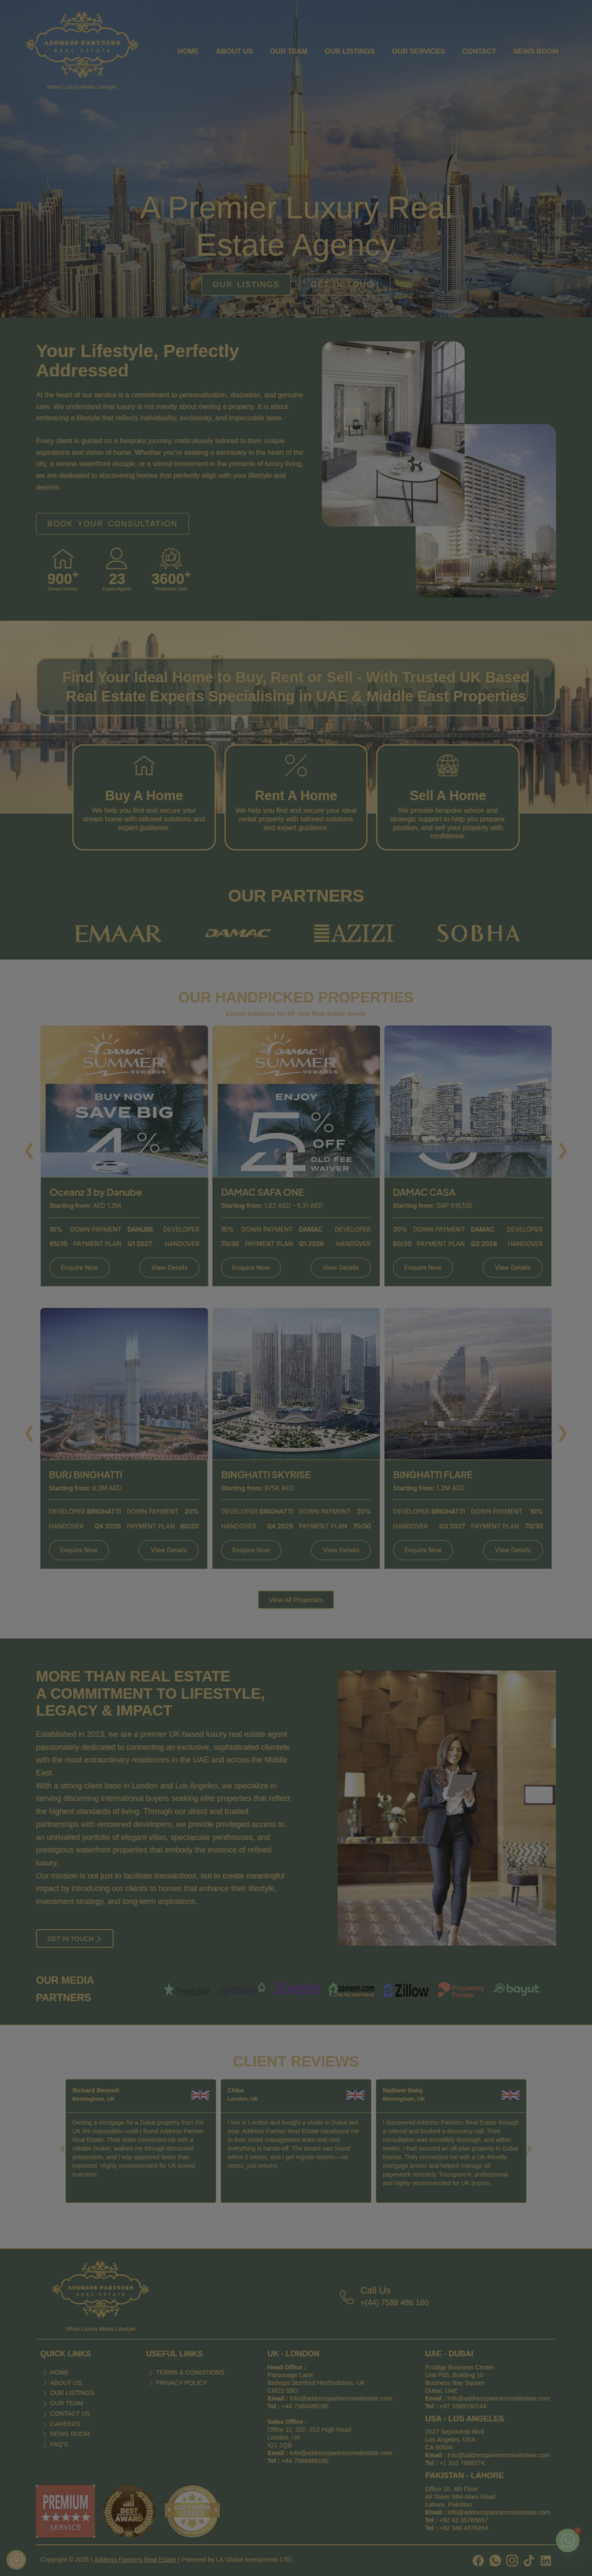 ADDRESS PARTNERS
REAL ESTATE
When Luxury Meets Lifestyle
HOME ABOUT US OUR TEAM OUR LISTINGS OUR SERVICES CONTACT NEWS ROOM
A Premier Luxury Real
Estate Agency
OUR LISTINGS GET IN TOUCH
Your Lifestyle, Perfectly
Addressed
At the heart of our service is a commitment to personalization, discretion, and genuine
care. We understand that luxury is not merely about owning a property. It is about
embracing a lifestyle that reflects individuality, exclusivity, and impeccable taste.
Every client is guided on a bespoke journey, meticulously tailored to their unique
aspirations and vision of home. Whether you're seeking a sanctuary in the heart of the
city, a serene waterfront escape, or a sound investment in the pinnacle of luxury living,
we are dedicated to discovering homes that perfectly align with your lifestyle and
desires.
BOOK YOUR CONSULTATION
900+ 23 3600+
Dream Homes Expert Agents Properties Sold
Find Your Ideal Home to Buy, Rent or Sell - With Trusted UK Based
Real Estate Experts Specialising in UAE & Middle East Properties
Buy A Home
We help you find and secure your
dream home with tailored solutions and
expert guidance.
Rent A Home
We help you find and secure your ideal
rental property with tailored solutions
and expert guidance
Sell A Home
We provide bespoke advice and
strategic support to help you prepare,
position, and sell your property with
confidence.
OUR PARTNERS
EMAAR DAMAC AZIZI SOBHA
OUR HANDPICKED PROPERTIES
Expert Solutions for All Your Real Estate Needs
DAMAC
SUMMER
REWARDS
BUY NOW
SAVE BIG
4%
DAMAC
SUMMER
REWARDS
ENJOY
5% OFF
DLD FEE
WAIVER
Oceanz 3 by Danube
Starting from: AED 1.2M
10% DOWN PAYMENT DANUBE DEVELOPER
65/35 PAYMENT PLAN Q1 2027 HANDOVER
Enquire Now View Details
DAMAC SAFA ONE
Starting from: 1.62 AED - 3.31 AED
15% DOWN PAYMENT DAMAC DEVELOPER
70/30 PAYMENT PLAN Q1 2026 HANDOVER
Enquire Now View Details
DAMAC CASA
Starting from: GBP 616,135
20% DOWN PAYMENT DAMAC DEVELOPER
80/20 PAYMENT PLAN Q2 2028 HANDOVER
Enquire Now View Details
BURJ BINGHATTI
Starting from: 8.2M AED
DEVELOPER BINGHATTI DOWN PAYMENT 20%
HANDOVER Q4 2026 PAYMENT PLAN 80/20
Enquire Now View Details
BINGHATTI SKYRISE
Starting from: 975K AED
DEVELOPER BINGHATTI DOWN PAYMENT 20%
HANDOVER Q4 2026 PAYMENT PLAN 70/30
Enquire Now View Details
BINGHATTI FLARE
Starting from: 1.2M AED
DEVELOPER BINGHATTI DOWN PAYMENT 10%
HANDOVER Q3 2027 PAYMENT PLAN 70/30
Enquire Now View Details
View All Properties
MORE THAN REAL ESTATE
A COMMITMENT TO LIFESTYLE,
LEGACY & IMPACT
Established in 2013, we are a premier UK-based luxury real estate agent
passionately dedicated to connecting an exclusive, sophisticated clientele
with the most extraordinary residences in the UAE and across the Middle
East.
With a strong client base in London and Los Angeles, we specialize in
serving discerning international buyers seeking elite properties that reflect
the highest standards of living. Through our direct and trusted
partnerships with renowned developers, we provide privileged access to
an unrivalled portfolio of elegant villas, spectacular penthouses, and
prestigious waterfront properties that embody the essence of refined
luxury.
Our mission is not just to facilitate transactions, but to create meaningful
impact by introducing our clients to homes that enhance their lifestyle,
investment strategy, and long-term aspirations.
GET IN TOUCH
OUR MEDIA
PARTNERS
Trustpilot rightmove zameen.com Zillow Property Finder bayut
CLIENT REVIEWS
Richard Bennett
Birmingham, UK
Getting a mortgage for a Dubai property from the
UK felt impossible—until I found Address Partner
Real Estate. Their team connected me with a
reliable broker, walked me through document
preparation, and I was approved faster than
expected. Highly recommended for UK-based
investors.
Chloe
London, UK
I live in London and bought a studio in Dubai last
year. Address Partner Real Estate introduced me
to their rental management team and now
everything is hands-off. The tenant was found
within 2 weeks, and I get regular reports—no
stress, just returns.
Nadeem Balaj
Birmingham, UK
I discovered Address Partners Real Estate through
a referral and booked a discovery call. Their
consultation was incredibly thorough, and within
weeks, I had secured an off-plan property in Dubai
Marina. They connected me with a UK-friendly
mortgage broker and helped manage all
paperwork remotely. Transparent, professional,
and highly recommended for UK buyers.
ADDRESS PARTNERS
REAL ESTATE
When Luxury Meets Lifestyle
Call Us
+(44) 7588 486 160
QUICK LINKS
HOME
ABOUT US
OUR LISTINGS
OUR TEAM
CONTACT US
CAREERS
NEWS ROOM
FAQ'S
USEFUL LINKS
TERMS & CONDITIONS
PRIVACY POLICY
UK - LONDON
Head Office :
Parsonage Lane
Bishops Stortford Hertfordshire, UK
CM23 5BG
Email : Info@addresspartnersrealestate.com
Tel : +44 7588486160
Sales Office :
Office 11, 202 -212 High Road
London, UK
IG1 1QB
Email : Info@addresspartnersrealestate.com
Tel : +44 7588486160
UAE - DUBAI
Prodigy Business Center,
Unit P05, Building 10
Business Bay Square
Dubai, UAE
Email : Info@addresspartnersrealestate.com
Tel : +97 1588190144
USA - LOS ANGELES
2027 Sepulveda Blvd
Los Angeles, USA
CA 90504
Email : Info@addresspartnersrealestate.com
Tel : +1 310 7958274
PAKISTAN - LAHORE
Office 10, 4th Floor
Ali Tower MM Alam Road
Lahore, Pakistan
Email : Info@addresspartnersrealestate.com
Tel : +92 42 35785857
Tel : +92 346 4476264
PREMIUM
SERVICE
BEST
AWARD
CUSTOMER
SERVICE
Copyright © 2025 | Address Partners Real Estate | Powered by LA Global Investments LTD.